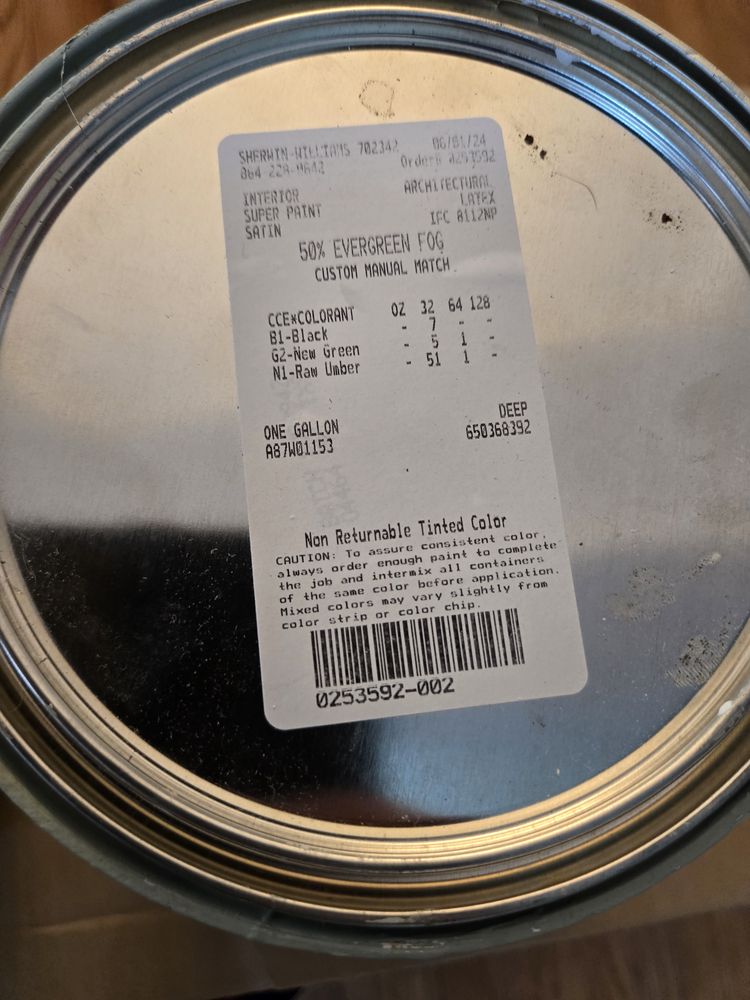 SHERWIN-WILLIAMS 702342 06/01/24
Order# 0253592
INTERIOR ARCHITECTURAL
SUPER PAINT LATEX
SATIN IFC 8112NP
50% EVERGREEN FOG
CUSTOM MANUAL MATCH
CCE*COLORANT OZ 32 64 128
B1-Black - 7 - -
G2-New Green - 5 1 -
N1-Raw Umber - 51 1 -
ONE GALLON DEEP
A87W01153 650368392
Non Returnable Tinted Color
CAUTION: To assure consistent color,
always order enough paint to complete
the job and intermix all containers
of the same color before application.
Mixed colors may vary slightly from
color strip or color chip.
0253592-002